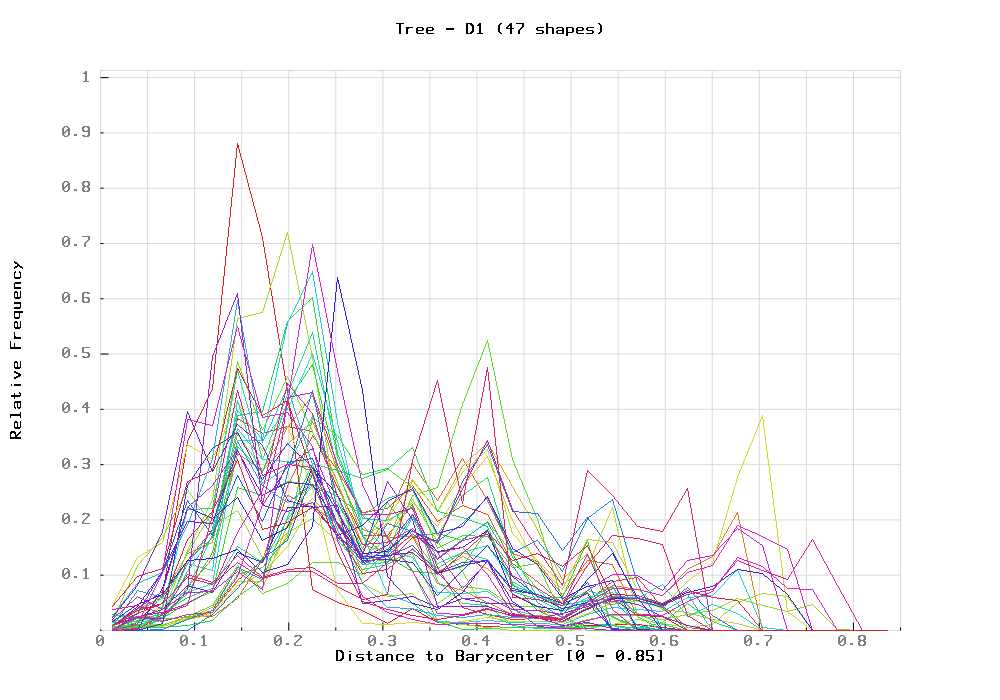 Tree - D1 (47 shapes)
Relative Frequency
1
0.9
0.8
0.7
0.6
0.5
0.4
0.3
0.2
0.1
0 0.1 0.2 0.3 0.4 0.5 0.6 0.7 0.8
Distance to Barycenter [0 - 0.85]